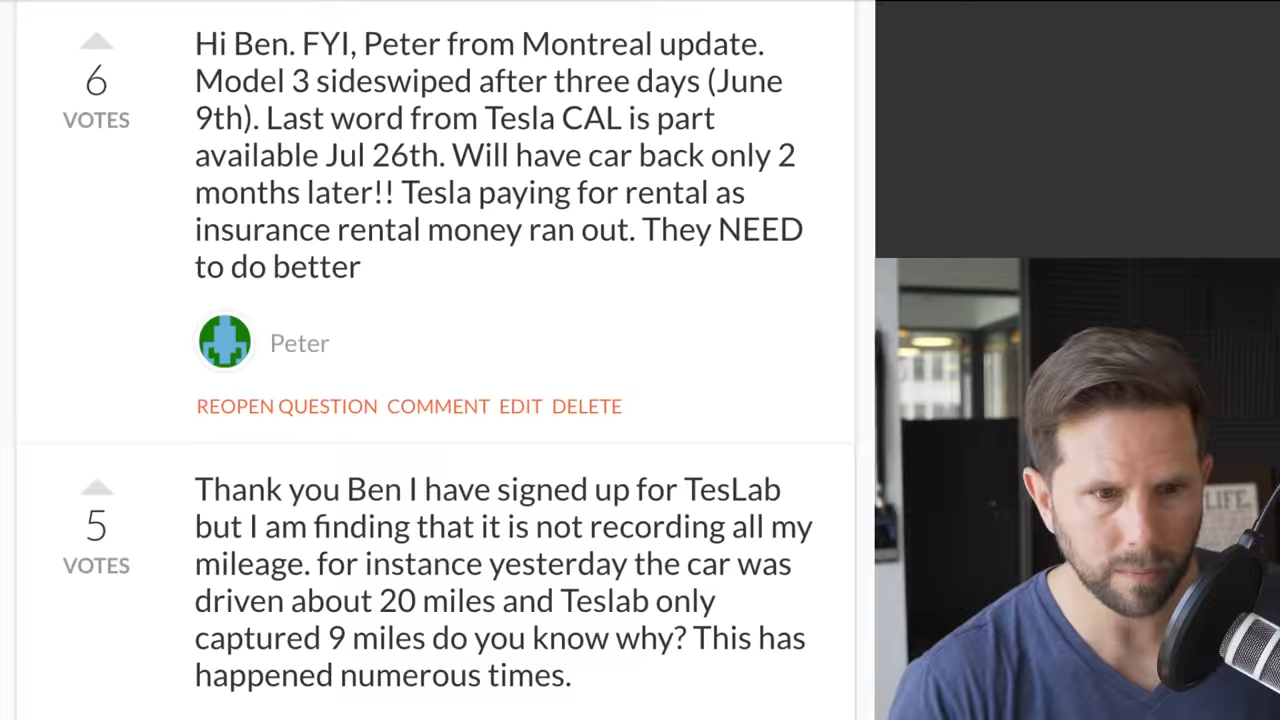 6
VOTES
Hi Ben. FYI, Peter from Montreal update.
Model 3 sideswiped after three days (June
9th). Last word from Tesla CAL is part
available Jul 26th. Will have car back only 2
months later!! Tesla paying for rental as
insurance rental money ran out. They NEED
to do better
Peter
REOPEN QUESTION COMMENT EDIT DELETE
5
VOTES
Thank you Ben I have signed up for TesLab
but I am finding that it is not recording all my
mileage. for instance yesterday the car was
driven about 20 miles and Teslab only
captured 9 miles do you know why? This has
happened numerous times.
LIFE.